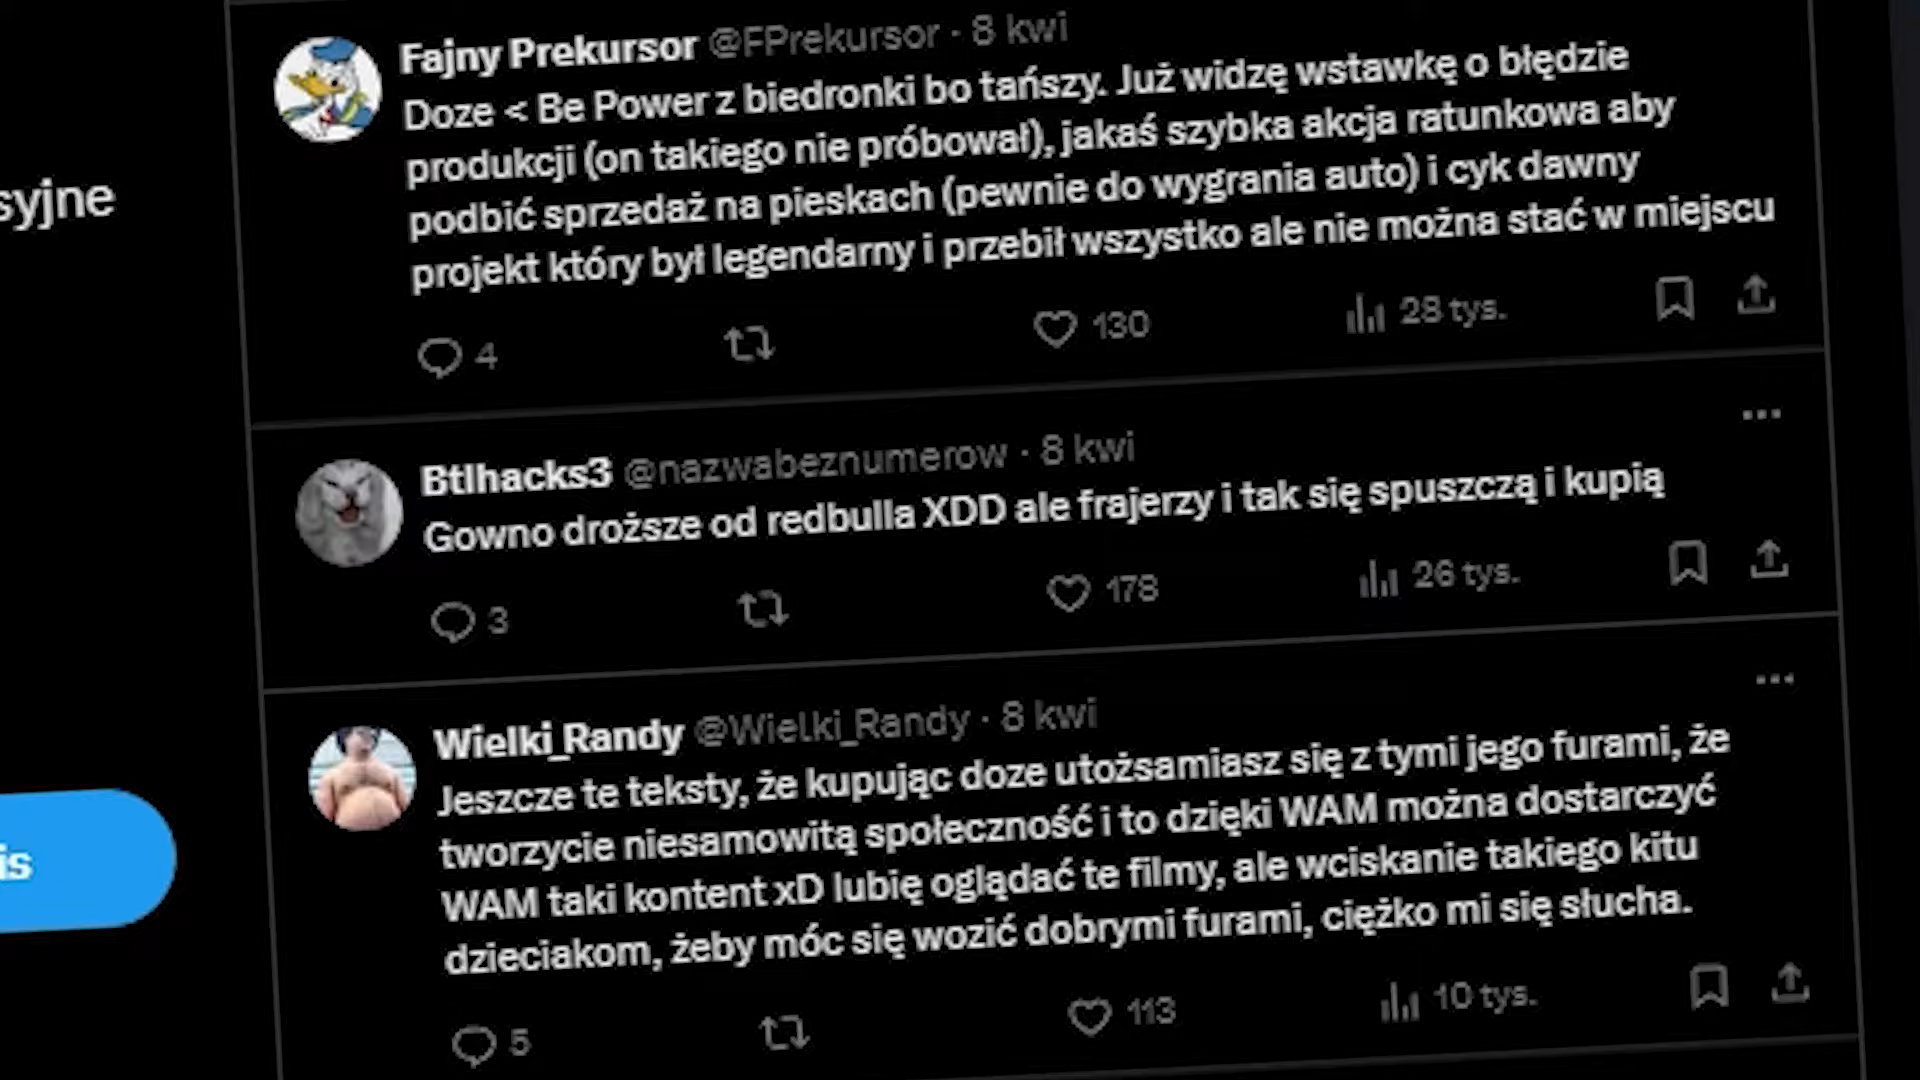 Fajny Prekursor @FPrekursor · 8 kwi
Doze < Be Power z biedronki bo tańszy. Już widzę wstawkę o błędzie
produkcji (on takiego nie próbował), jakaś szybka akcja ratunkowa aby
podbić sprzedaż na pieskach (pewnie do wygrania auto) i cyk dawny
projekt który był legendarny i przebił wszystko ale nie można stać w miejscu
4 130 28 tys.
syjne
Btlhacks3 @nazwabeznumerow · 8 kwi
Gowno droższe od redbulla XDD ale frajerzy i tak się spuszczą i kupią
3 178 26 tys.
Wielki_Randy @Wielki_Randy · 8 kwi
Jeszcze te teksty, że kupując doze utożsamiasz się z tymi jego furami, że
tworzycie niesamowitą społeczność i to dzięki WAM można dostarczyć
WAM taki kontent xD lubię oglądać te filmy, ale wciskanie takiego kitu
dzieciakom, żeby móc się wozić dobrymi furami, ciężko mi się słucha.
is
5 113 10 tys.